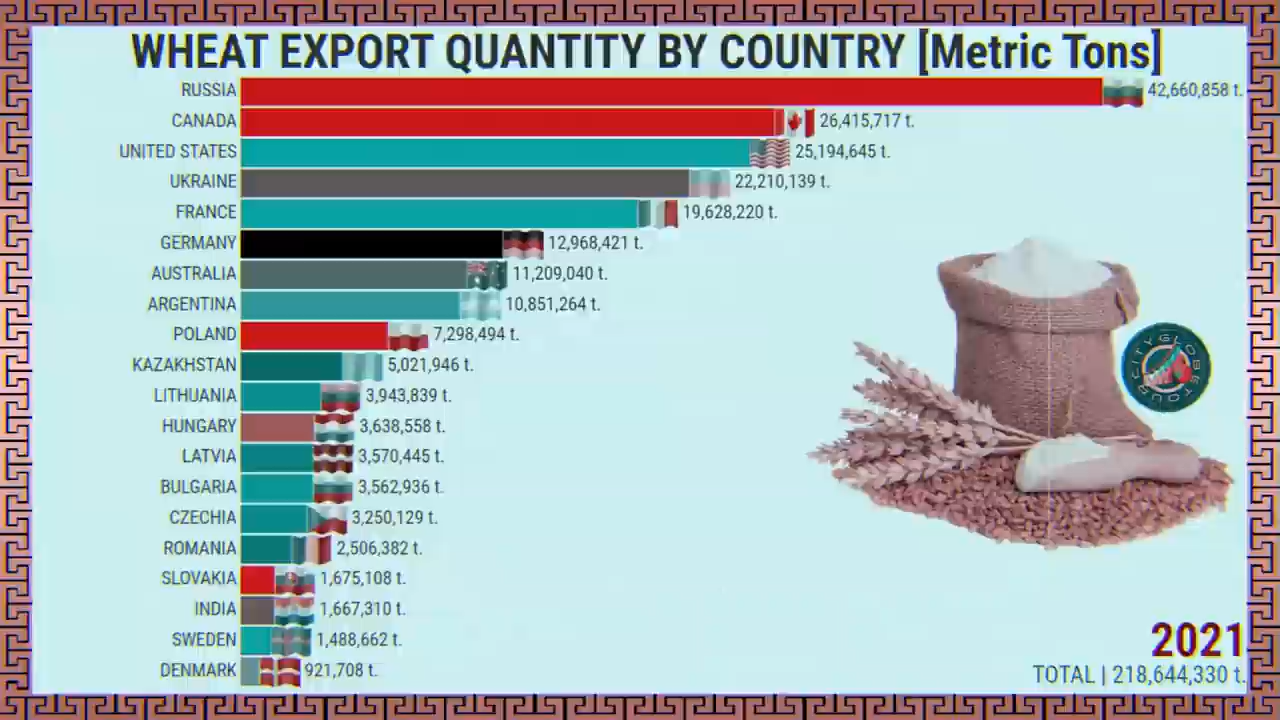 WHEAT EXPORT QUANTITY BY COUNTRY [Metric Tons]
RUSSIA 42,660,858 t.
CANADA 26,415,717 t.
UNITED STATES 25,194,645 t.
UKRAINE 22,210,139 t.
FRANCE 19,628,220 t.
GERMANY 12,968,421 t.
AUSTRALIA 11,209,040 t.
ARGENTINA 10,851,264 t.
POLAND 7,298,494 t.
KAZAKHSTAN 5,021,946 t.
LITHUANIA 3,943,839 t.
HUNGARY 3,638,558 t.
LATVIA 3,570,445 t.
BULGARIA 3,562,936 t.
CZECHIA 3,250,129 t.
ROMANIA 2,506,382 t.
SLOVAKIA 1,675,108 t.
INDIA 1,667,310 t.
SWEDEN 1,488,662 t.
DENMARK 921,708 t.
CITYGLOBETOUR
2021
TOTAL | 218,644,330 t.